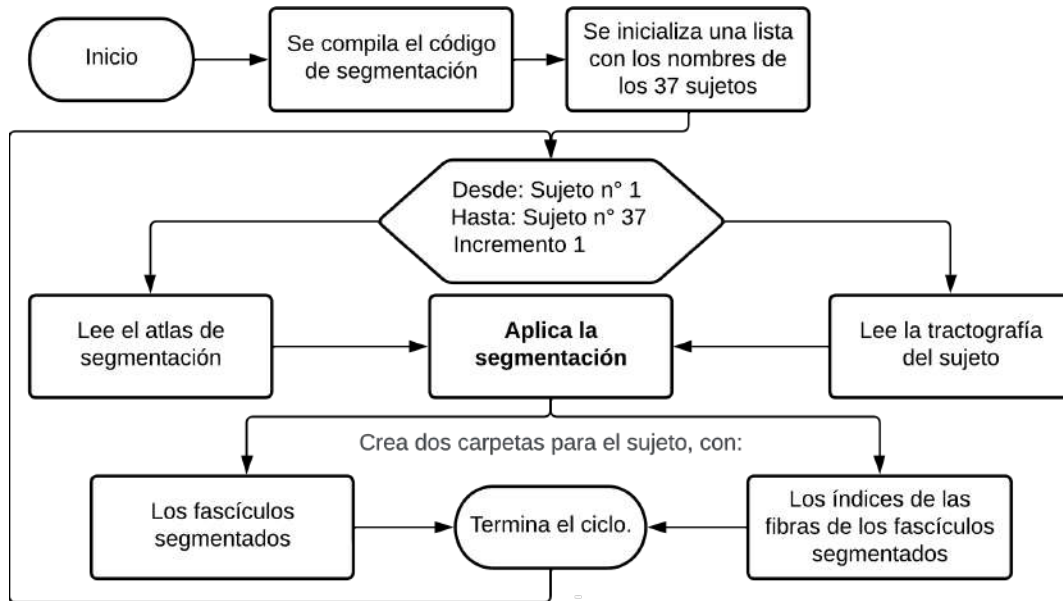 Inicio
Se compila el código
de segmentación
Se inicializa una lista
con los nombres de
los 37 sujetos
Desde: Sujeto n° 1
Hasta: Sujeto n° 37
Incremento 1
Lee el atlas de
segmentación
Aplica la
segmentación
Lee la tractografía
del sujeto
Crea dos carpetas para el sujeto, con:
Los fascículos
segmentados
Termina el ciclo.
Los índices de las
fibras de los fascículos
segmentados